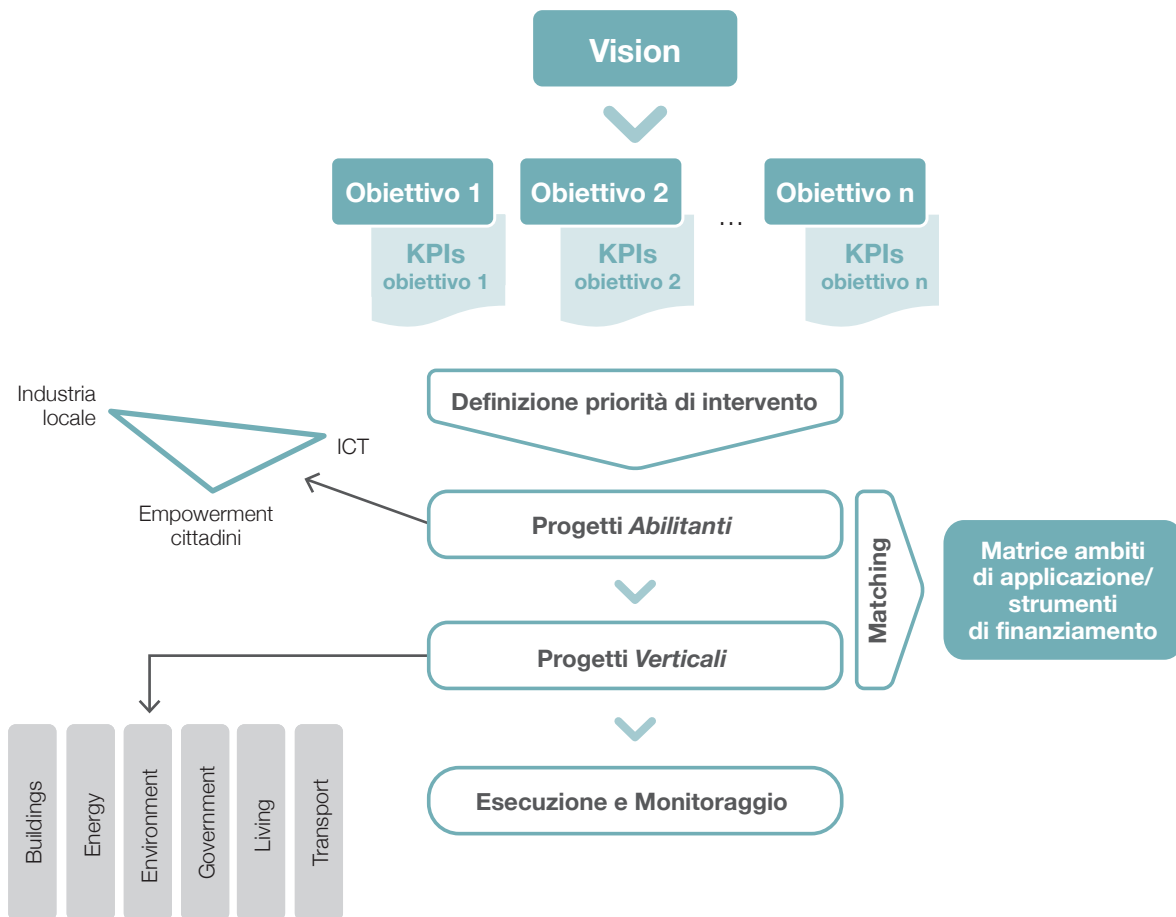 Vision
Obiettivo 1
Obiettivo 2
...
Obiettivo n
KPIs
obiettivo 1
KPIs
obiettivo 2
KPIs
obiettivo n
Definizione priorità di intervento
Industria
locale
ICT
Empowerment
cittadini
Progetti Abilitanti
Matching
Matrice ambiti
di applicazione/
strumenti
di finanziamento
Progetti Verticali
Buildings
Energy
Environment
Government
Living
Transport
Esecuzione e Monitoraggio